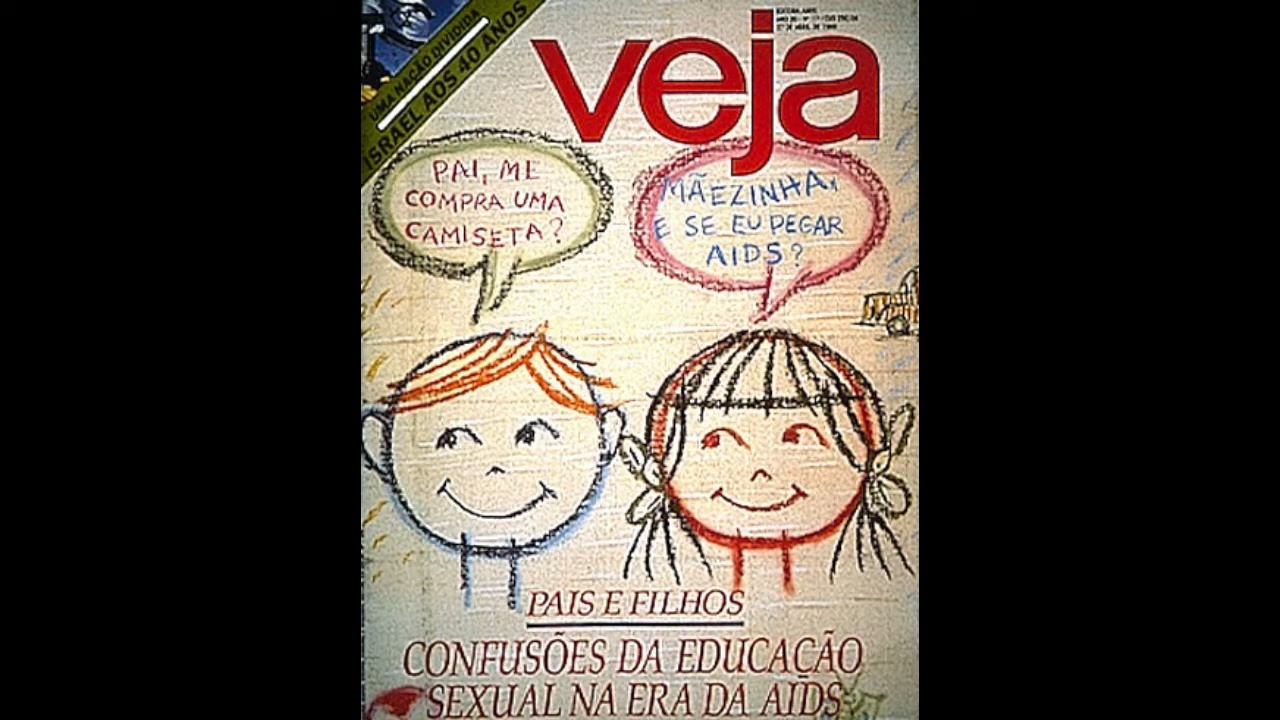 UMA NAÇÃO DIVIDIDA
ISRAEL AOS 40 ANOS
veja
PAI, ME
COMPRA UMA
CAMISETA?
MÃEZINHA,
E SE EU PEGAR
AIDS?
PAIS E FILHOS
CONFUSÕES DA EDUCAÇÃO
SEXUAL NA ERA DA AIDS